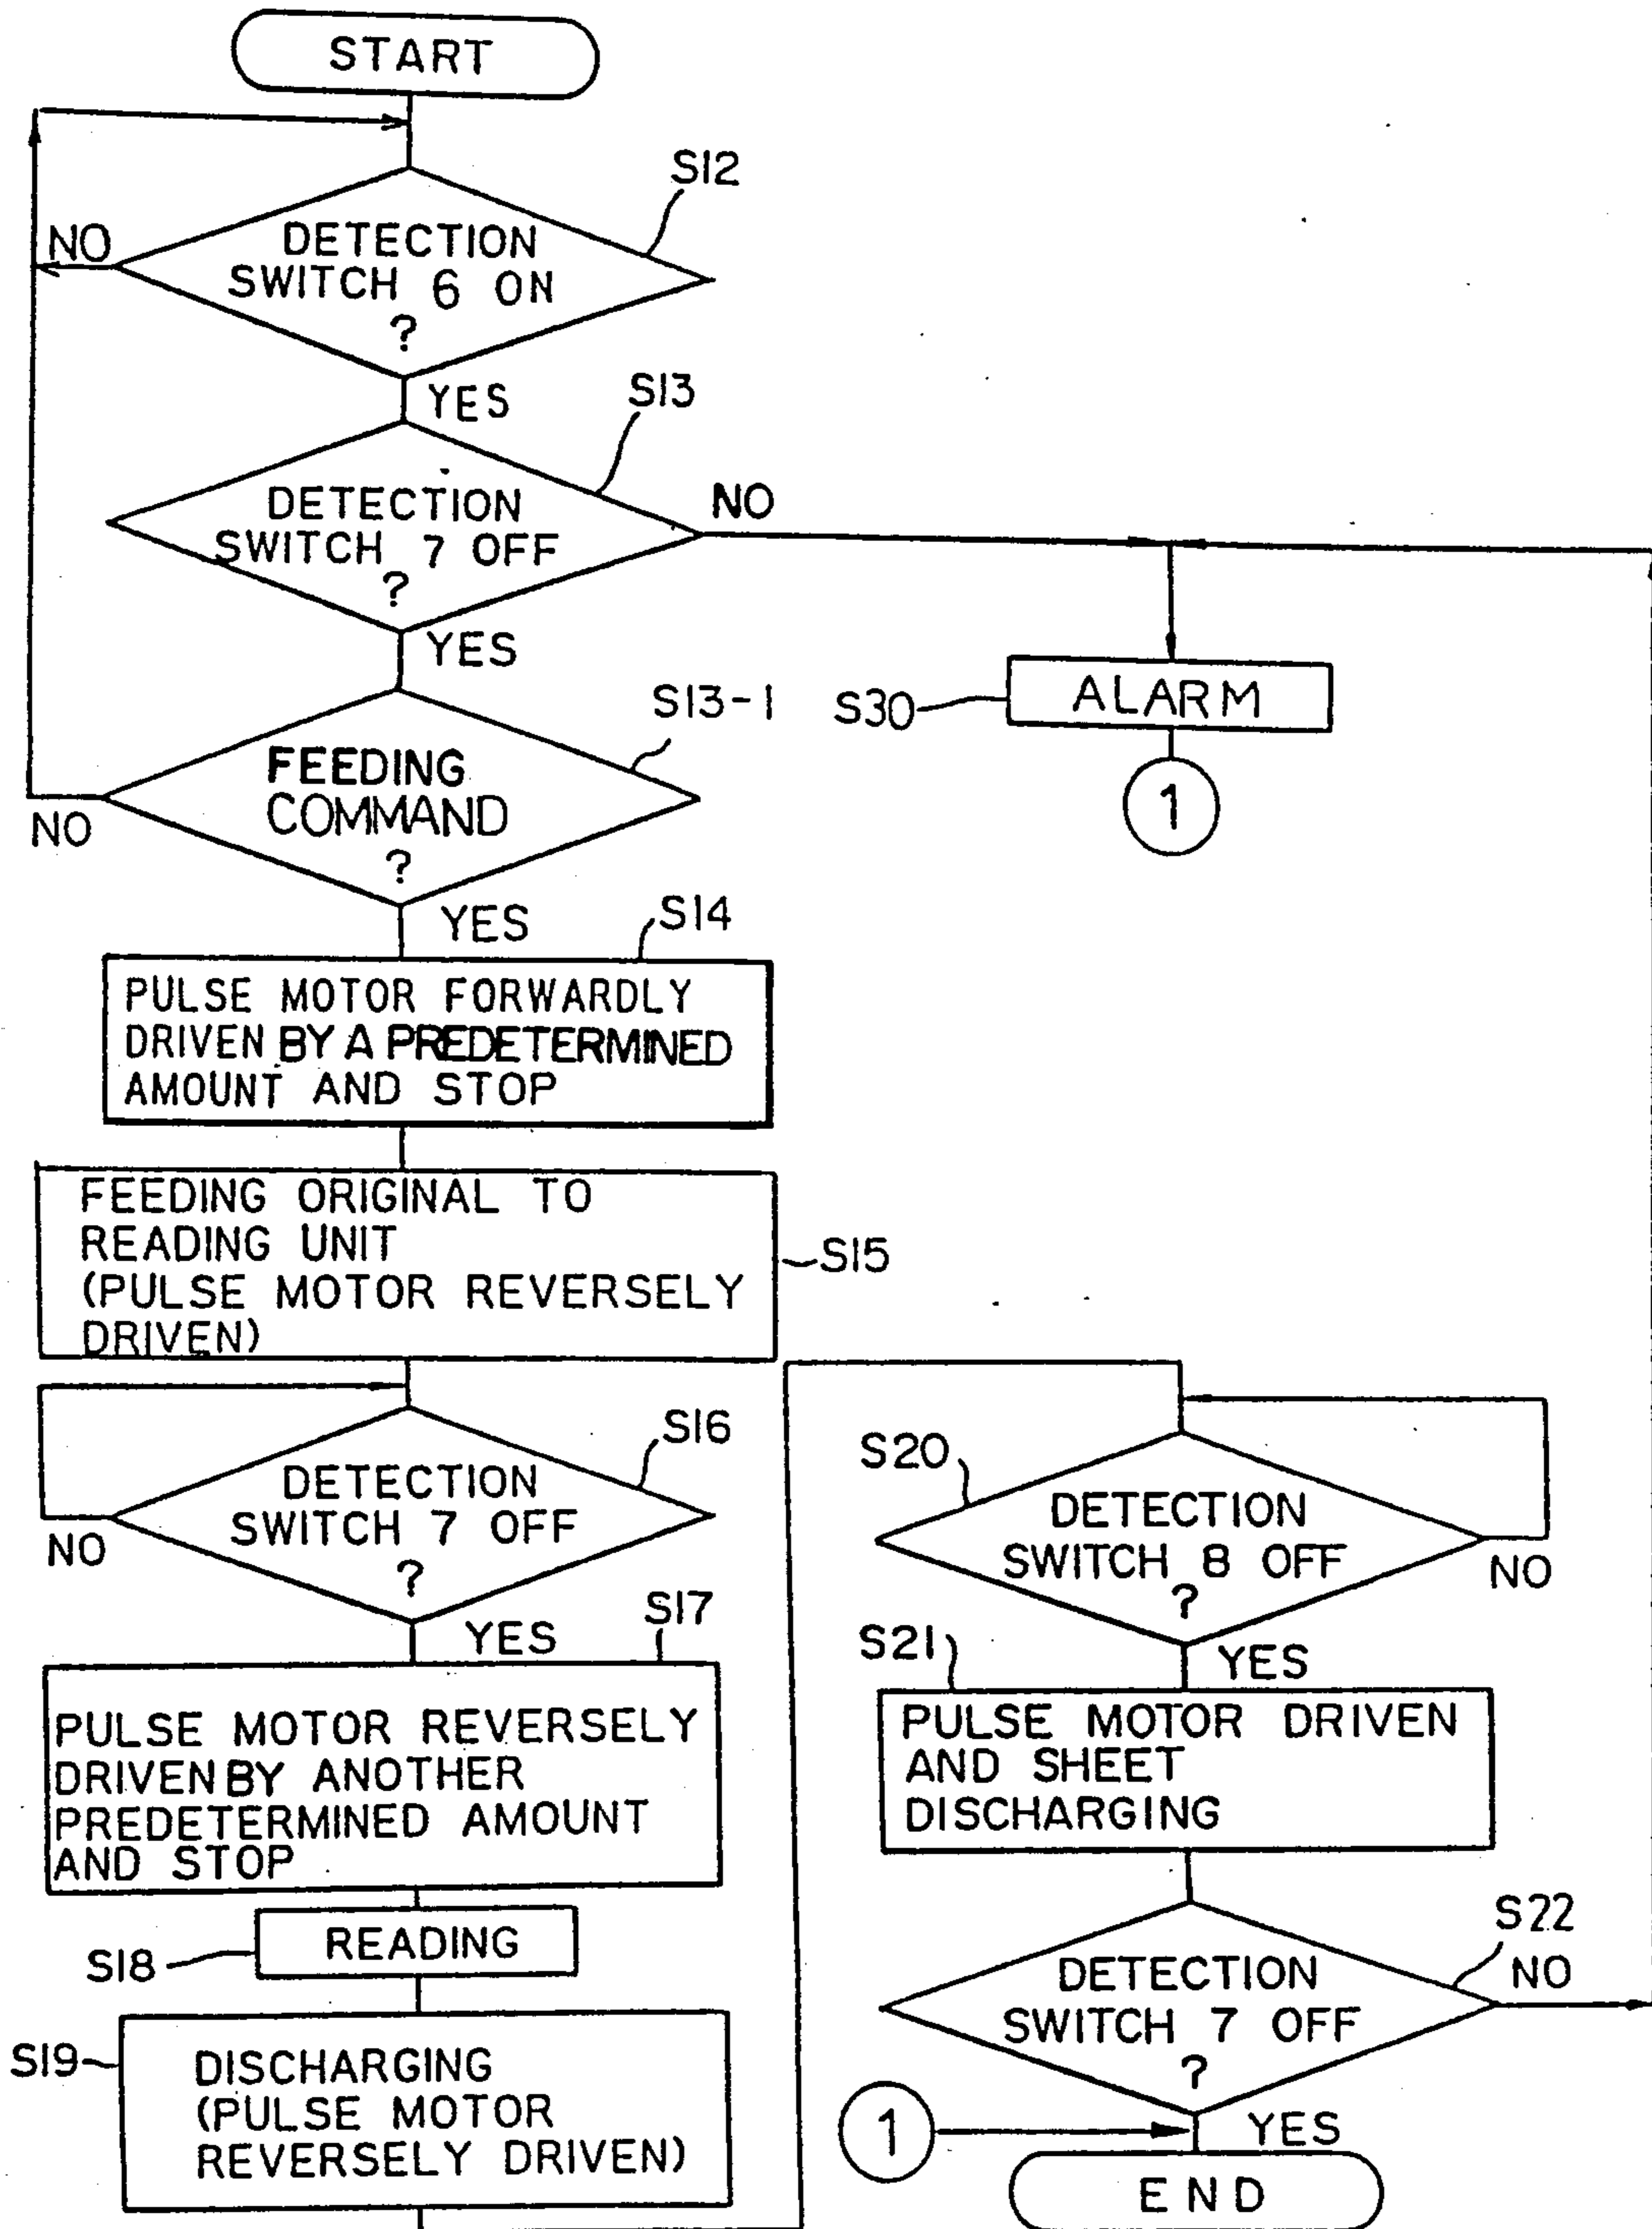 START
S12
NO
DETECTION
SWITCH 6 ON
?
YES
S13
DETECTION
SWITCH 7 OFF
?
NO
YES
S13-1
FEEDING
COMMAND
?
NO
YES
S30
ALARM
1
S14
PULSE MOTOR FORWARDLY
DRIVEN BY A PREDETERMINED
AMOUNT AND STOP
FEEDING ORIGINAL TO
READING UNIT
(PULSE MOTOR REVERSELY
DRIVEN)
S15
S16
DETECTION
SWITCH 7 OFF
?
NO
YES
S17
PULSE MOTOR REVERSELY
DRIVEN BY ANOTHER
PREDETERMINED AMOUNT
AND STOP
S18
READING
S19
DISCHARGING
(PULSE MOTOR
REVERSELY DRIVEN)
S20
DETECTION
SWITCH 8 OFF
?
NO
YES
S21
PULSE MOTOR DRIVEN
AND SHEET
DISCHARGING
S22
DETECTION
SWITCH 7 OFF
?
NO
1
YES
END